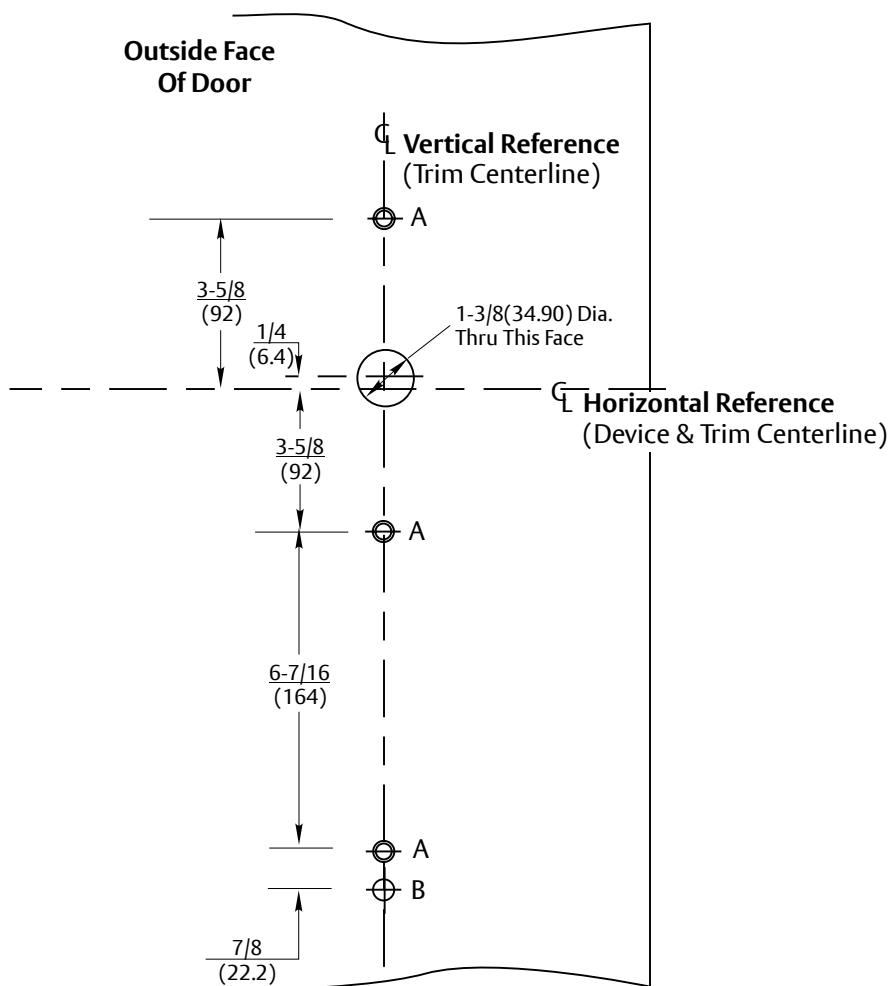 Outside Face
Of Door
℄ Vertical Reference
(Trim Centerline)
A
3-5/8
(92)
1-3/8(34.90) Dia.
Thru This Face
1/4
(6.4)
℄ Horizontal Reference
(Device & Trim Centerline)
3-5/8
(92)
A
6-7/16
(164)
A
B
7/8
(22.2)